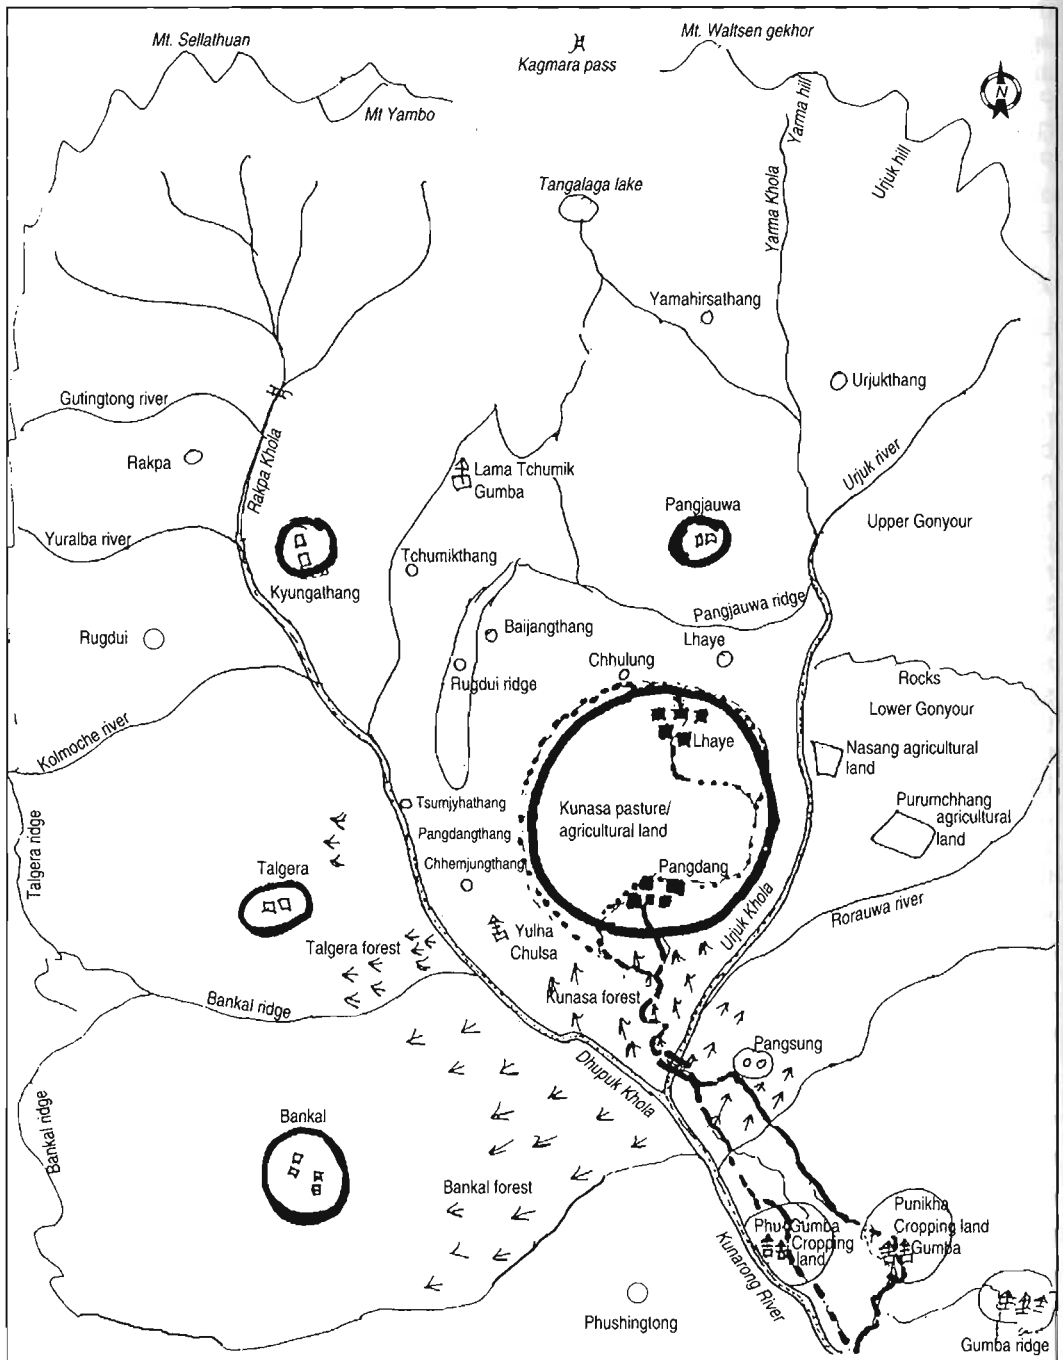 Mt. Sellathuan
Kagmara pass
Mt. Waltsen gekhor
Mt Yambo
N
Yarma hill
Urjuk hill
Tangalaga lake
Yarma Khola
Yamahirsathang
Urjukthang
Gutingtong river
Rakpa
Rakpa Khola
Lama Tchumik
Gumba
Urjuk river
Pangjauwa
Upper Gonyour
Yuralba river
Tchumikthang
Kyungathang
Pangjauwa ridge
Rugdui
Baijangthang
Lhaye
Chhulung
Rugdui ridge
Rocks
Lower Gonyour
Kolmoche river
Lhaye
Nasang agricultural
land
Tsumjyhathang
Kunasa pasture/
agricultural land
Purumchhang
agricultural
land
Pangdangthang
Talgera ridge
Chhemjungthang
Pangdang
Talgera
Rorauwa river
Urjuk Khola
Yulha
Chulsa
Talgera forest
Bankal ridge
Kunasa forest
Pangsung
Dhupuk Khola
Bankal ridge
Bankal
Bankal forest
Phu Gumba
Cropping
land
Punikha
Cropping land
Gumba
Kunarong River
Phushingtong
Gumba ridge